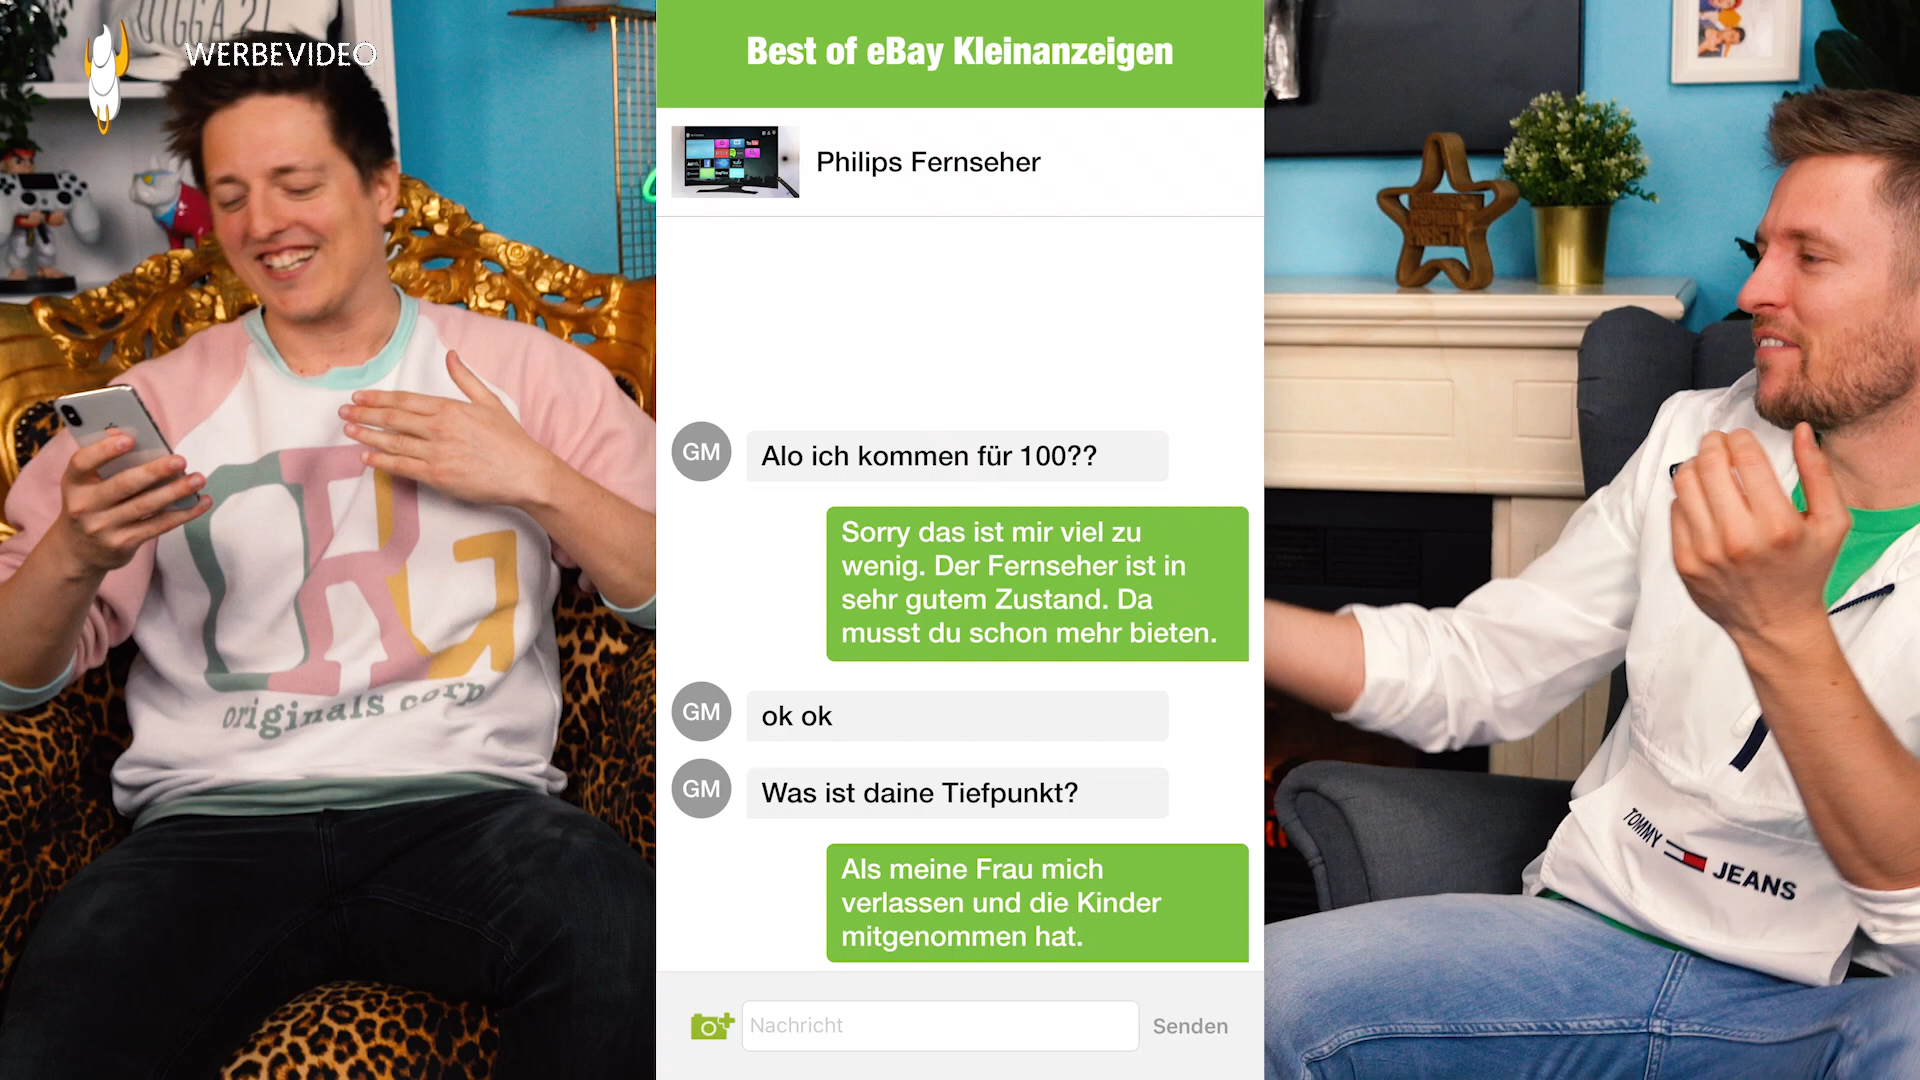 WERBEVIDEO
Best of eBay Kleinanzeigen
Philips Fernseher
GM
Alo ich kommen für 100??
Sorry das ist mir viel zu
wenig. Der Fernseher ist in
sehr gutem Zustand. Da
musst du schon mehr bieten.
GM
ok ok
GM
Was ist daine Tiefpunkt?
Als meine Frau mich
verlassen und die Kinder
mitgenommen hat.
Nachricht
Senden
originals corp
TOMMY JEANS